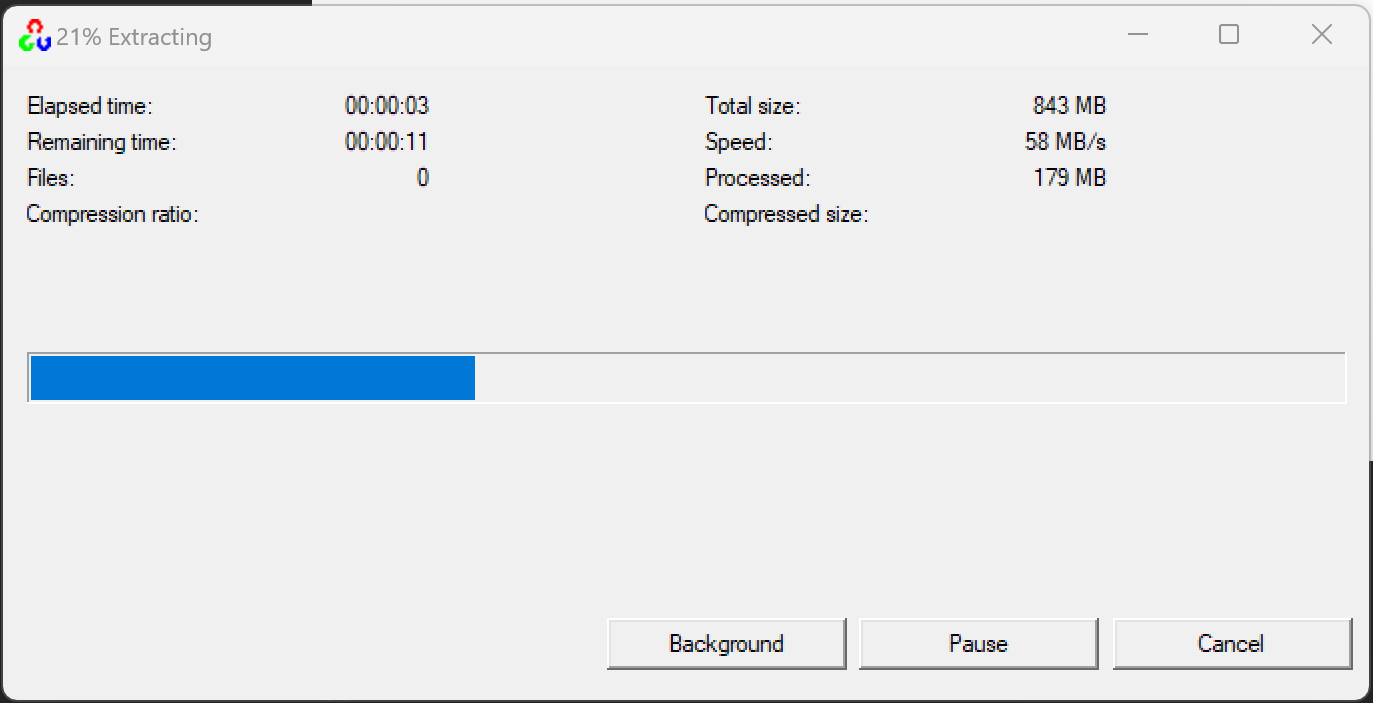 21% Extracting
Elapsed time: 00:00:03 Total size: 843 MB
Remaining time: 00:00:11 Speed: 58 MB/s
Files: 0 Processed: 179 MB
Compression ratio: Compressed size:
Background Pause Cancel